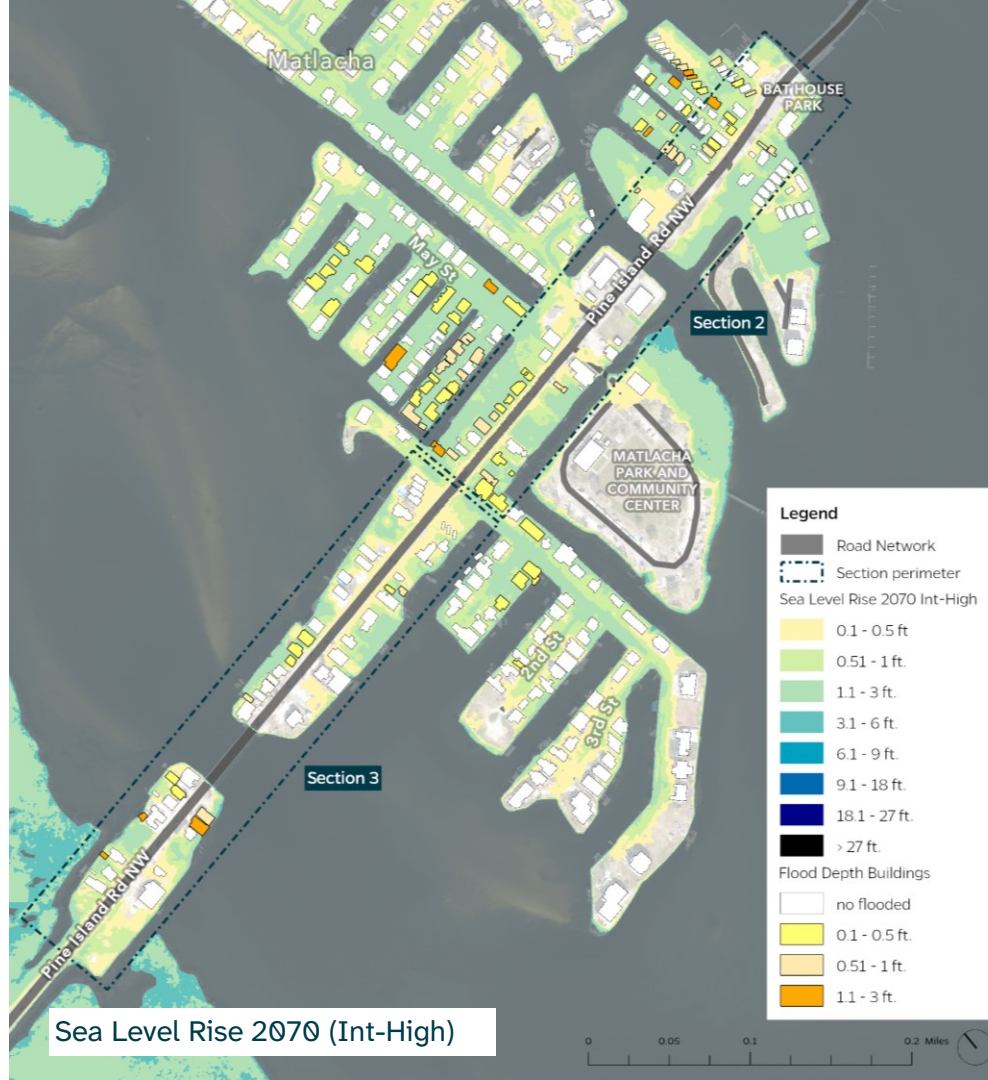 Matlacha
BAT HOUSE
PARK
May St
Pine Island Rd NW
Section 2
MATLACHA
PARK AND
COMMUNITY
CENTER
2nd St
3rd St
Section 3
Pine Island Rd NW
Legend
Road Network
Section perimeter
Sea Level Rise 2070 Int-High
0.1 - 0.5 ft
0.51 - 1 ft.
1.1 - 3 ft.
3.1 - 6 ft.
6.1 - 9 ft.
9.1 - 18 ft.
18.1 - 27 ft.
> 27 ft.
Flood Depth Buildings
no flooded
0.1 - 0.5 ft.
0.51 - 1 ft.
1.1 - 3 ft.
Sea Level Rise 2070 (Int-High)
0 0.05 0.1 0.2 Miles